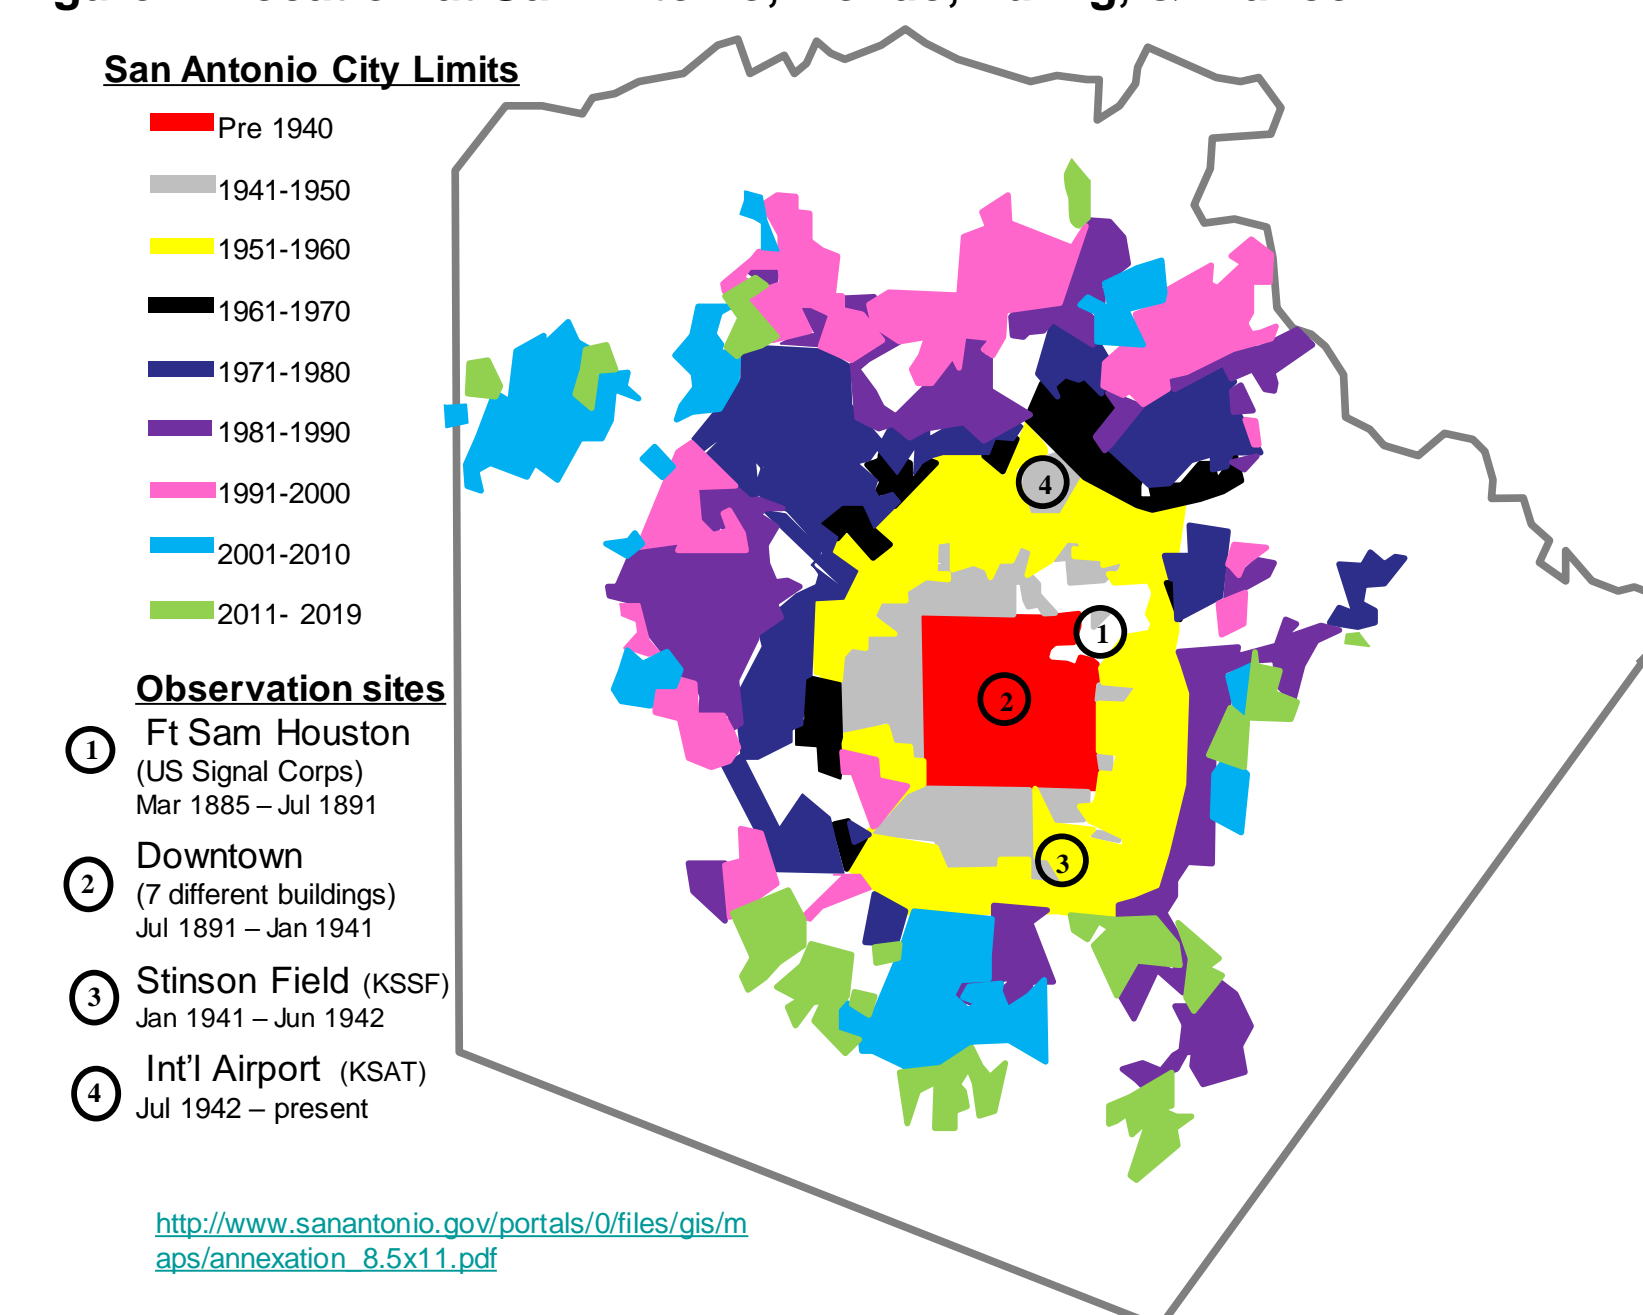 San Antonio City Limits
Pre 1940
1941-1950
1951-1960
1961-1970
1971-1980
1981-1990
1991-2000
2001-2010
2011- 2019
Observation sites
1 Ft Sam Houston
(US Signal Corps)
Mar 1885 – Jul 1891
2 Downtown
(7 different buildings)
Jul 1891 – Jan 1941
3 Stinson Field (KSSF)
Jan 1941 – Jun 1942
4 Int'l Airport (KSAT)
Jul 1942 – present
4
1
2
3
http://www.sanantonio.gov/portals/0/files/gis/m
aps/annexation_8.5x11.pdf